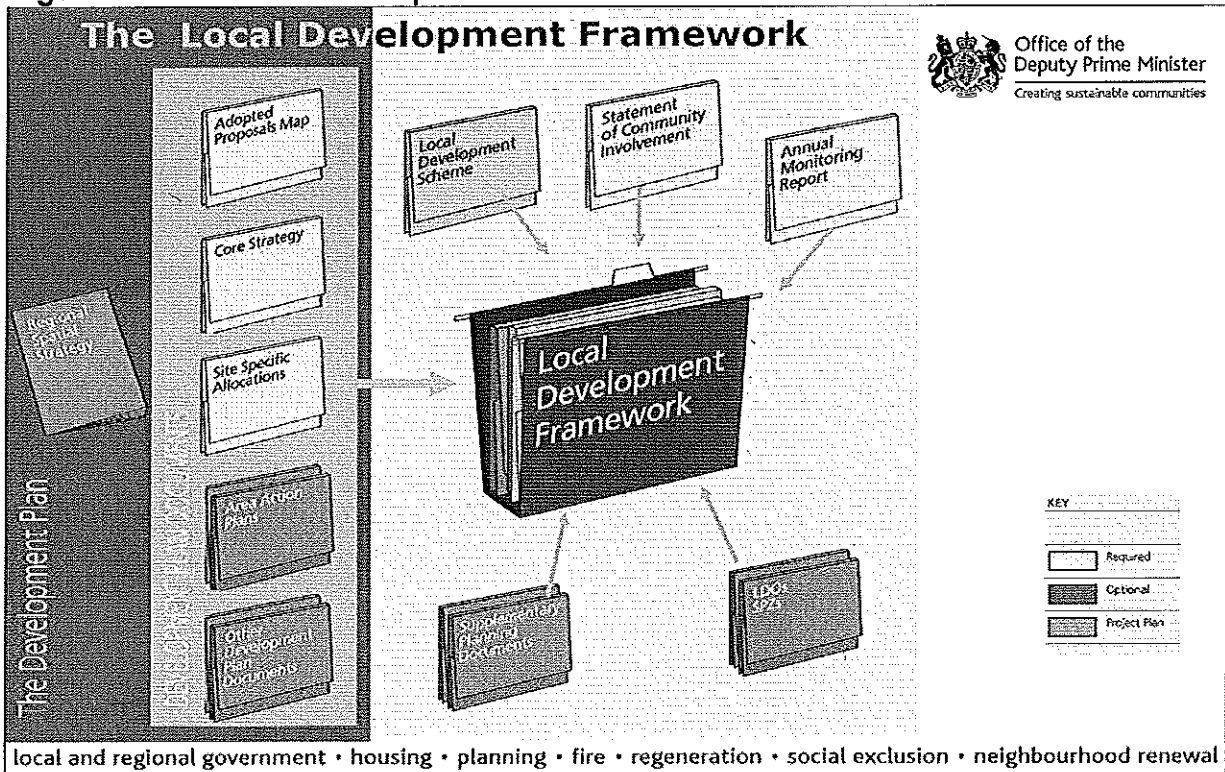 The Local Development Framework
Office of the
Deputy Prime Minister
Creating sustainable communities
Adopted
Proposals Map
Local
Development
Scheme
Statement
of Community
Involvement
Annual
Monitoring
Report
Core Strategy
Regional
Spatial
Strategy
Site Specific
Allocations
Local
Development
Framework
Area Action
Plans
Other
Development
Plan
Documents
Supplementary
Planning
Documents
SPZs
The Development Plan
KEY
Required
Optional
Project Plan
local and regional government • housing • planning • fire • regeneration • social exclusion • neighbourhood renewal